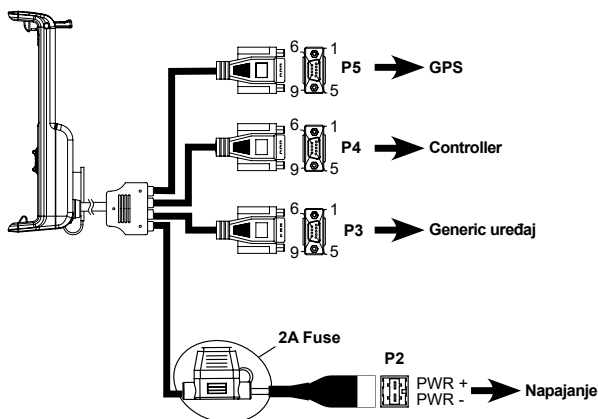 6 1
P5 GPS
9 5
6 1
P4 Controller
9 5
6 1
P3 Generic uređaj
9 5
2A Fuse
P2
PWR +
PWR -
Napajanje